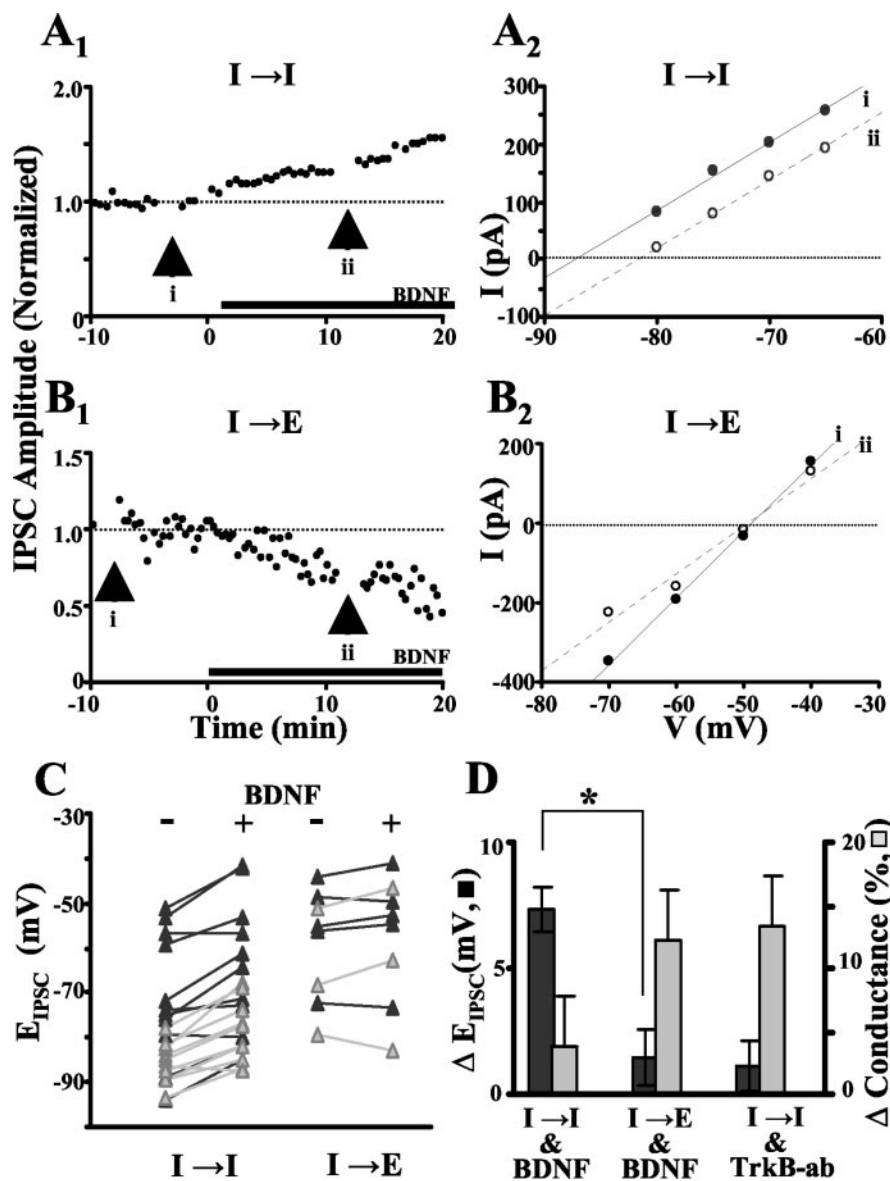 A1
I →I
IPSC Amplitude (Normalized)
2.0
1.0
0
-10
0
10
20
i
ii
BDNF
A2
I →I
I (pA)
300
200
100
0
-100
-90
-80
-70
-60
i
ii
B1
I →E
1.5
1.0
0.5
0
-10
0
10
20
i
ii
BDNF
Time (min)
B2
I →E
I (pA)
200
0
-200
-400
-80
-70
-60
-50
-40
-30
i
ii
V (mV)
C
BDNF
- + - +
EIPSC (mV)
-30
-50
-70
-90
I →I
I →E
D
*
Δ EIPSC (mV, ■)
10
5
0
20
10
0
Δ Conductance (%, □)
I →I I →E I →I
& & &
BDNF BDNF TrkB-ab